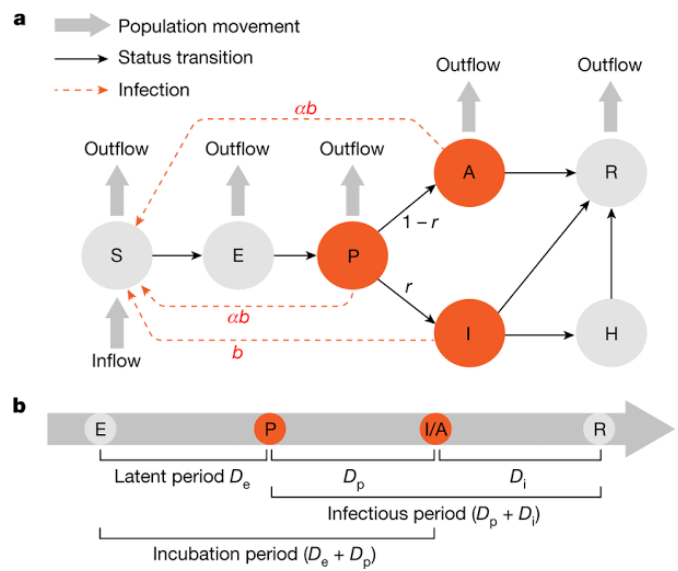 a
Population movement
Status transition
Infection
Outflow
Outflow
αb
Outflow
Outflow
Outflow
A
R
1 – r
S
E
P
r
αb
b
I
H
Inflow
b
E
P
I/A
R
Latent period De
Dp
Di
Infectious period (Dp + Di)
Incubation period (De + Dp)